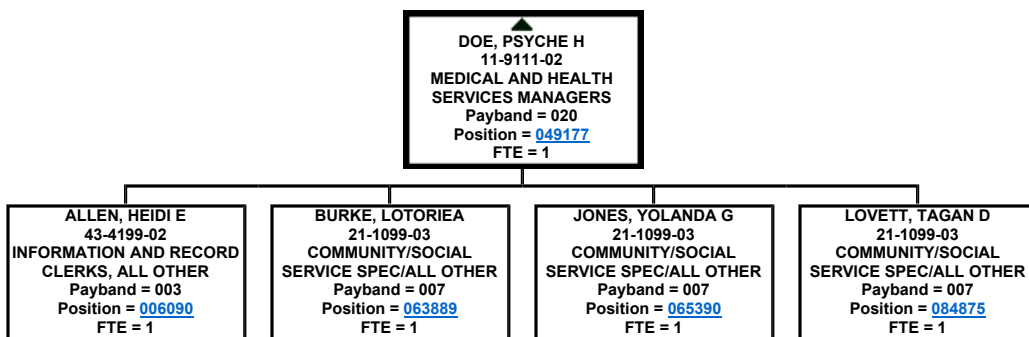 DOE, PSYCHE H
11-9111-02
MEDICAL AND HEALTH
SERVICES MANAGERS
Payband = 020
Position = 049177
FTE = 1
ALLEN, HEIDI E
43-4199-02
INFORMATION AND RECORD
CLERKS, ALL OTHER
Payband = 003
Position = 006090
FTE = 1
BURKE, LOTORIEA
21-1099-03
COMMUNITY/SOCIAL
SERVICE SPEC/ALL OTHER
Payband = 007
Position = 063889
FTE = 1
JONES, YOLANDA G
21-1099-03
COMMUNITY/SOCIAL
SERVICE SPEC/ALL OTHER
Payband = 007
Position = 065390
FTE = 1
LOVETT, TAGAN D
21-1099-03
COMMUNITY/SOCIAL
SERVICE SPEC/ALL OTHER
Payband = 007
Position = 084875
FTE = 1